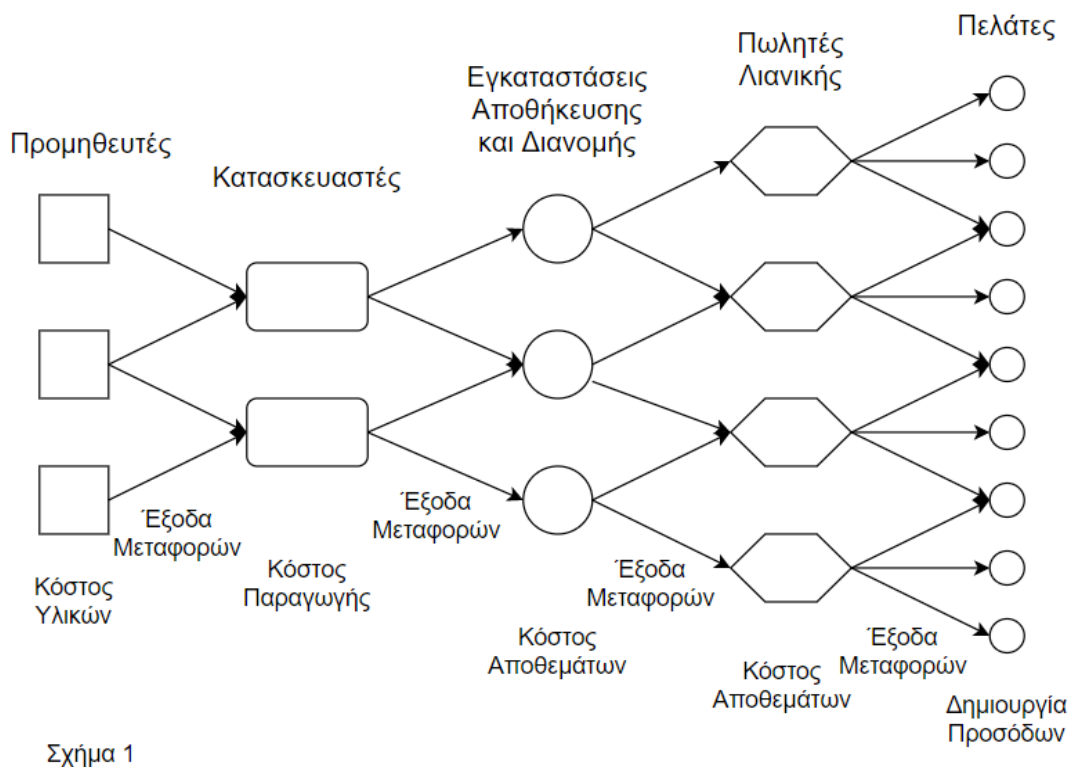 Προμηθευτές
Κατασκευαστές
Εγκαταστάσεις
Αποθήκευσης
και Διανομής
Πωλητές
Λιανικής
Πελάτες
Έξοδα
Μεταφορών
Έξοδα
Μεταφορών
Έξοδα
Μεταφορών
Έξοδα
Μεταφορών
Κόστος
Υλικών
Κόστος
Παραγωγής
Κόστος
Αποθεμάτων
Κόστος
Αποθεμάτων
Δημιουργία
Προσόδων
Σχήμα 1